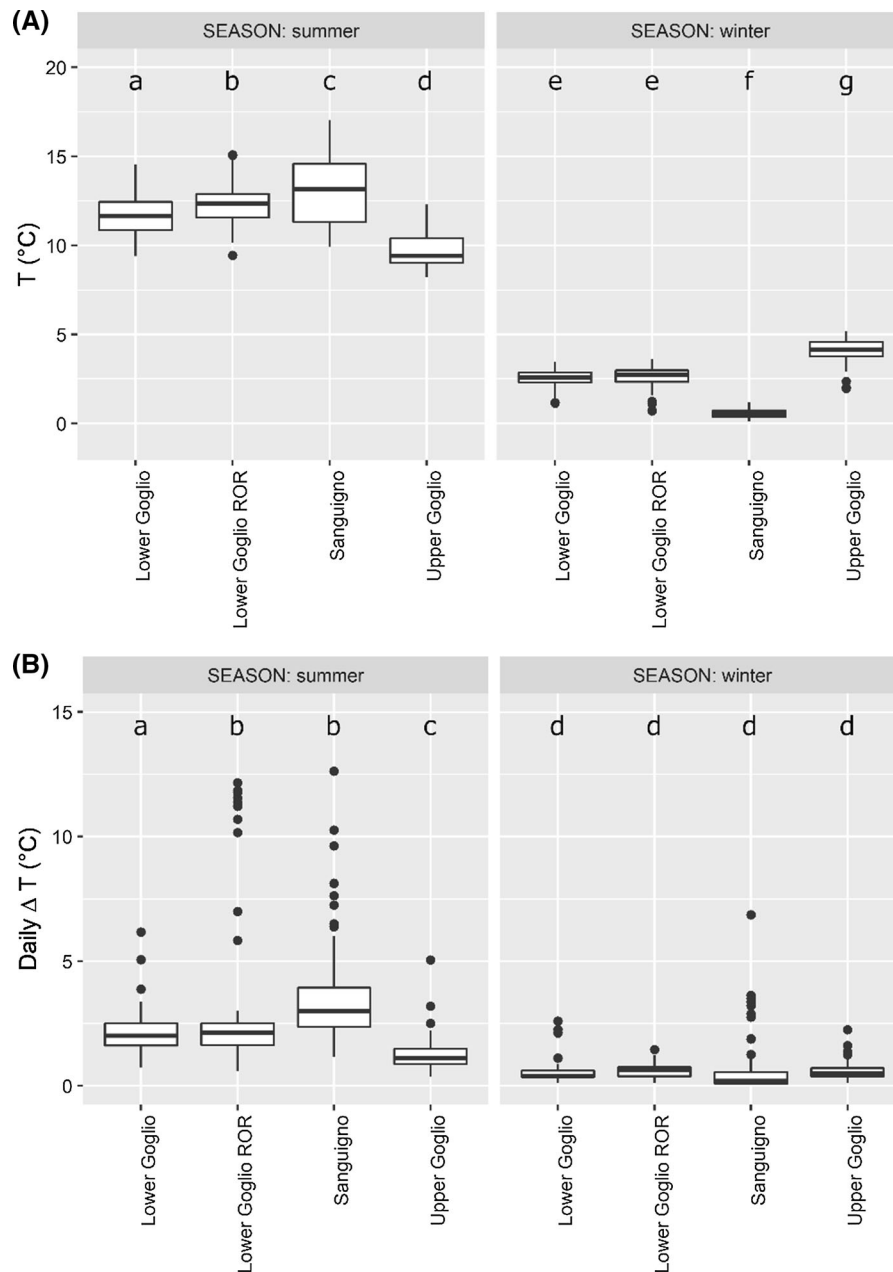 (A)
SEASON: summer
SEASON: winter
20
15
10
5
0
T (°C)
a b c d
e e f g
Lower Goglio
Lower Goglio ROR
Sanguigno
Upper Goglio
Lower Goglio
Lower Goglio ROR
Sanguigno
Upper Goglio
(B)
SEASON: summer
SEASON: winter
15
10
5
0
Daily Δ T (°C)
a b b c
d d d d
Lower Goglio
Lower Goglio ROR
Sanguigno
Upper Goglio
Lower Goglio
Lower Goglio ROR
Sanguigno
Upper Goglio